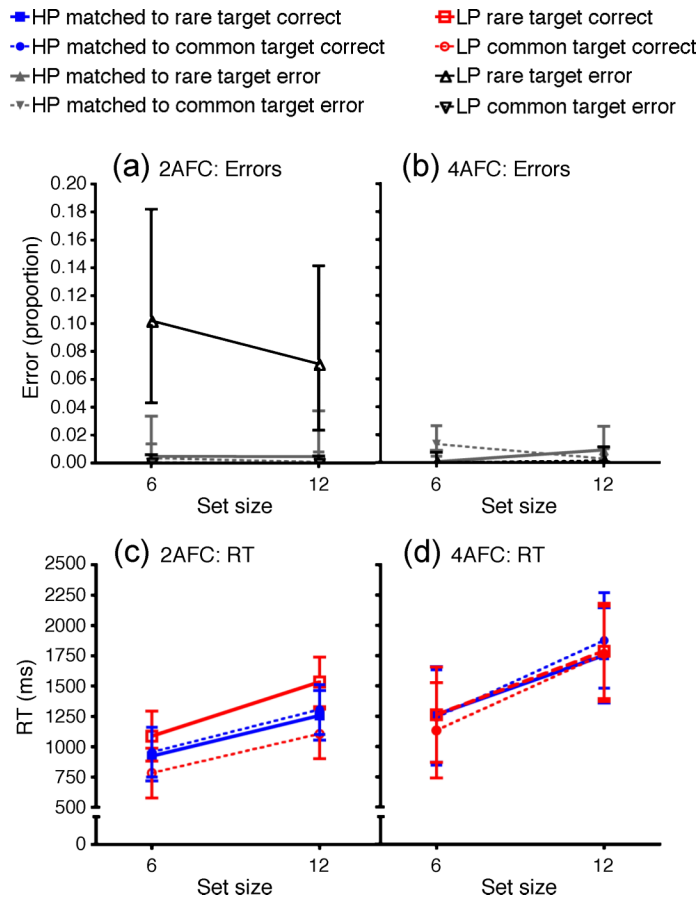 HP matched to rare target correct
HP matched to common target correct
HP matched to rare target error
HP matched to common target error
LP rare target correct
LP common target correct
LP rare target error
LP common target error
(a) 2AFC: Errors
(b) 4AFC: Errors
Error (proportion)
0.20
0.18
0.16
0.14
0.12
0.10
0.08
0.06
0.04
0.02
0.00
6 12 6 12
Set size Set size
(c) 2AFC: RT
(d) 4AFC: RT
RT (ms)
2500
2250
2000
1750
1500
1250
1000
750
500
0
6 12 6 12
Set size Set size